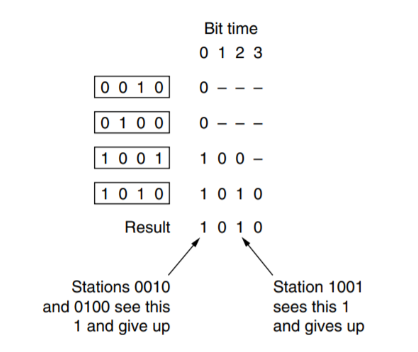 Bit time
0 1 2 3
0 0 1 0 0 – – –
0 1 0 0 0 – – –
1 0 0 1 1 0 0 –
1 0 1 0 1 0 1 0
Result 1 0 1 0
Stations 0010
and 0100 see this
1 and give up
Station 1001
sees this 1
and gives up